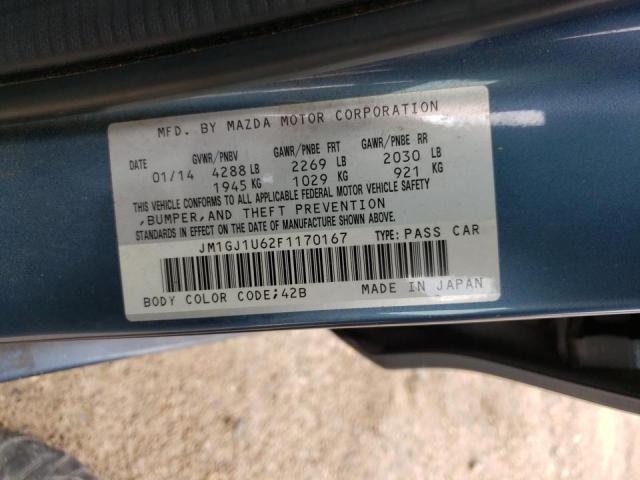 MFD. BY MAZDA MOTOR CORPORATION
DATE GVWR/PNBV GAWR/PNBE FRT GAWR/PNBE RR
01/14 4288 LB 2269 LB 2030 LB
1945 KG 1029 KG 921 KG
THIS VEHICLE CONFORMS TO ALL APPLICABLE FEDERAL MOTOR VEHICLE SAFETY
,BUMPER,AND THEFT PREVENTION
STANDARDS IN EFFECT ON THE DATE OF MANUFACTURE SHOWN ABOVE.
JM1GJ1U62F1170167 TYPE: PASS CAR
BODY COLOR CODE;42B MADE IN JAPAN